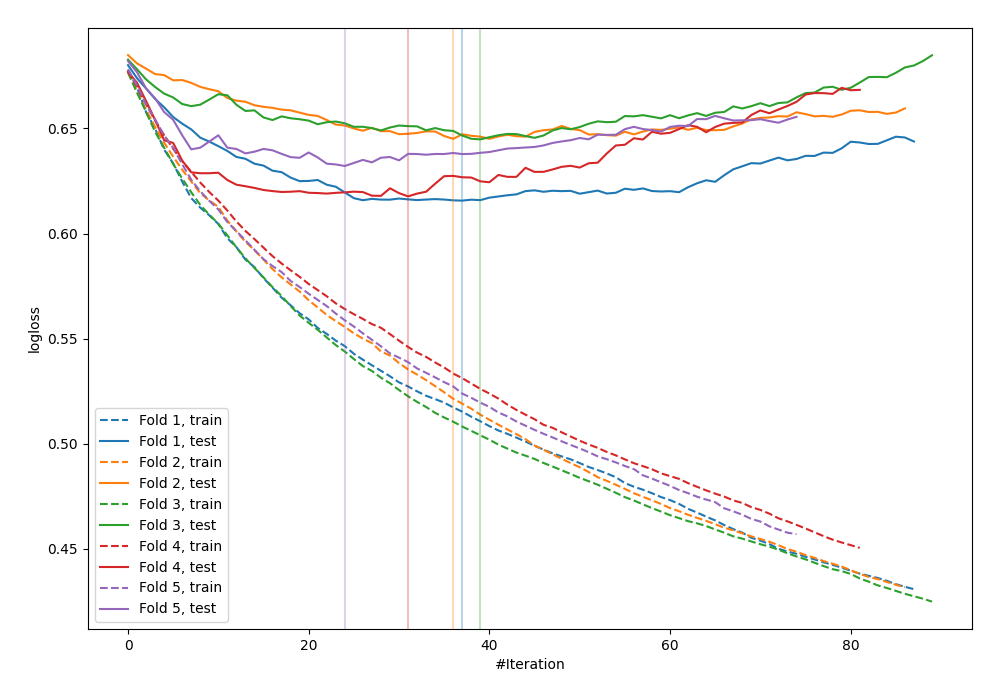 0.65
0.60
0.55
0.50
0.45
logloss
Fold 1, train
Fold 1, test
Fold 2, train
Fold 2, test
Fold 3, train
Fold 3, test
Fold 4, train
Fold 4, test
Fold 5, train
Fold 5, test
0 20 40 60 80
#Iteration